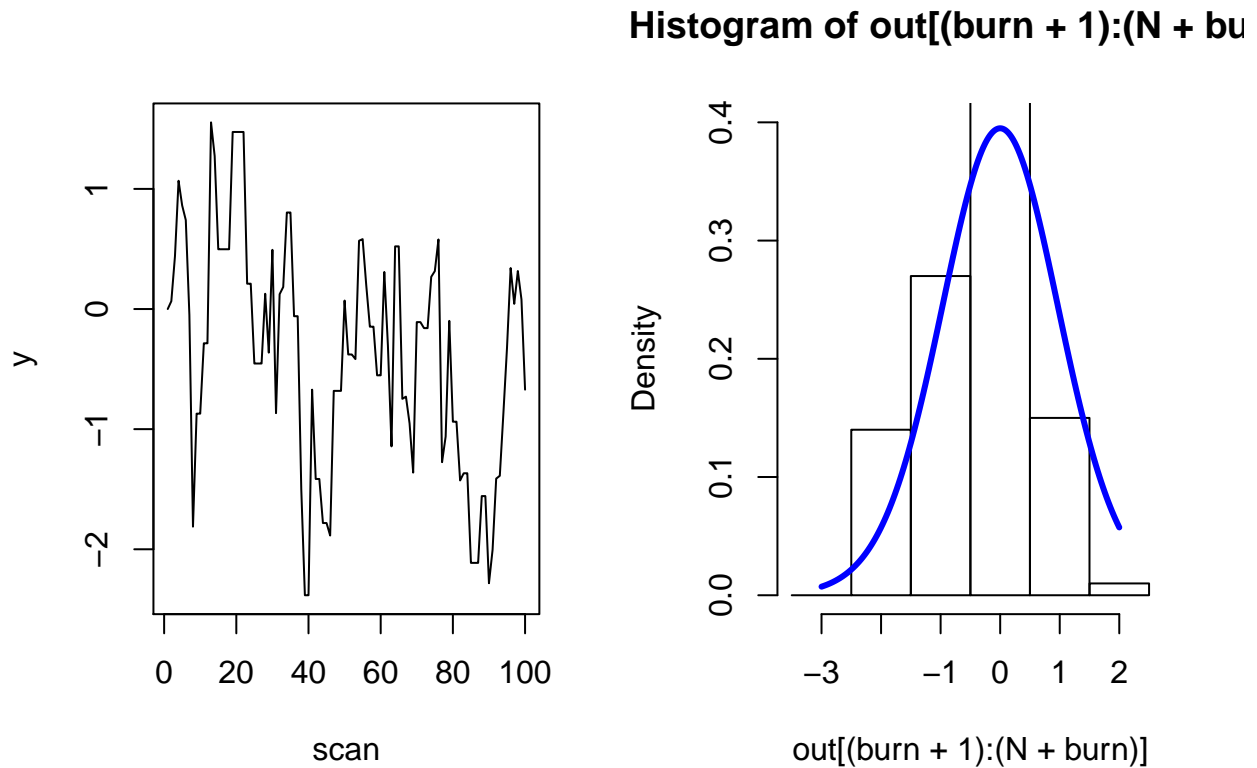 Histogram of out[(burn + 1):(N + bu
y
1
0
−1
−2
0 20 40 60 80 100
scan
Density
0.4
0.3
0.2
0.1
0.0
−3 −1 0 1 2
out[(burn + 1):(N + burn)]